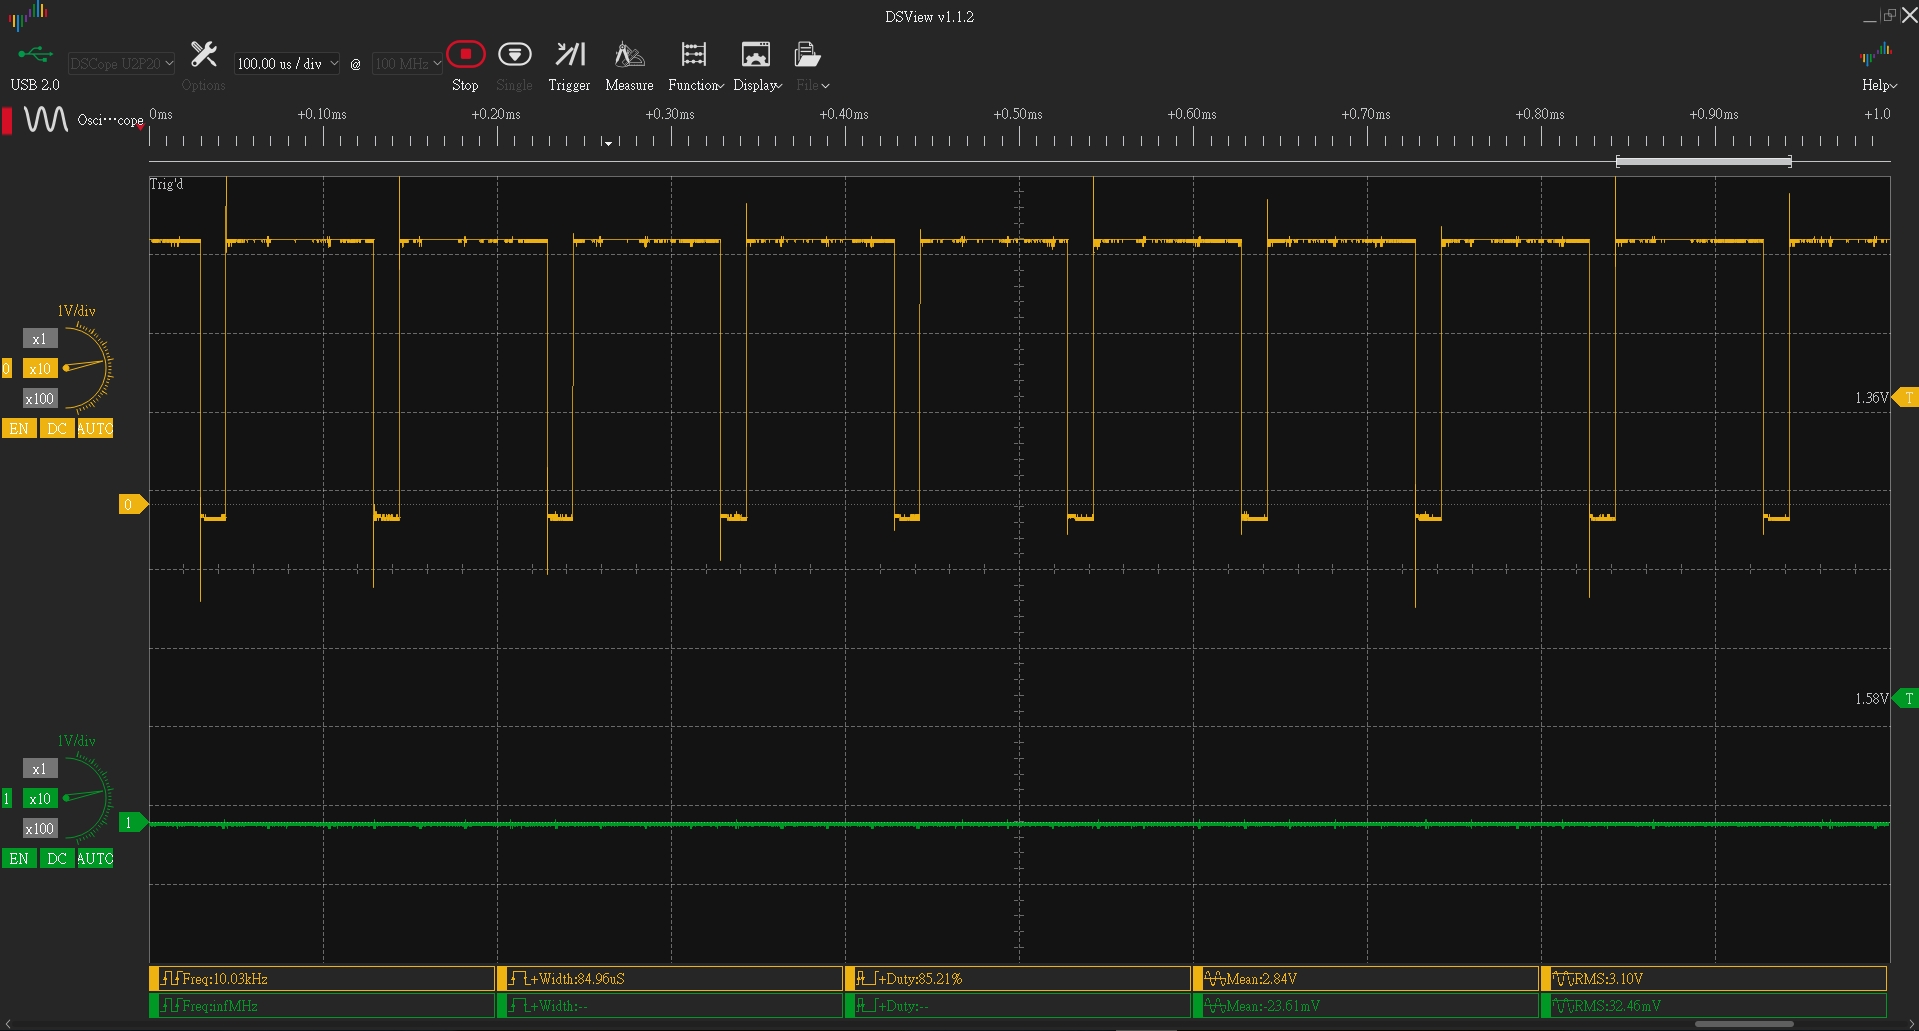 DSView v1.1.2
USB 2.0
DSCope U2P20
Options
100.00 us / div
@
100 MHz
Stop
Single
Trigger
Measure
Function
Display
File
Help
Osci···cope
0ms
+0.10ms
+0.20ms
+0.30ms
+0.40ms
+0.50ms
+0.60ms
+0.70ms
+0.80ms
+0.90ms
+1.0
Trig'd
1V/div
x1
0
x10
x100
EN
DC
AUTO
0
1.36V
T
1.58V
T
1V/div
x1
1
x10
x100
EN
DC
AUTO
1
Freq:10.03kHz
+Width:84.96uS
+Duty:85.21%
Mean:2.84V
RMS:3.10V
Freq:infMHz
+Width:--
+Duty:--
Mean:-23.61mV
RMS:32.46mV